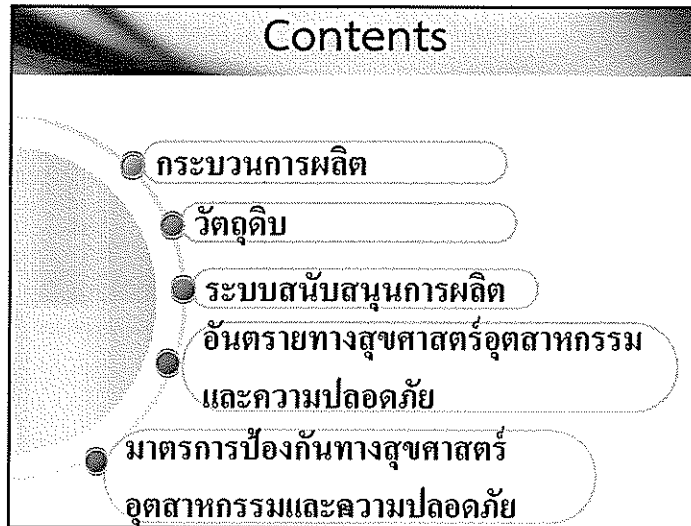 Contents
กระบวนการผลิต
วัตถุดิบ
ระบบสนับสนุนการผลิต
อันตรายทางสุขศาสตร์อุตสาหกรรม
และความปลอดภัย
มาตรการป้องกันทางสุขศาสตร์
อุตสาหกรรมและความปลอดภัย